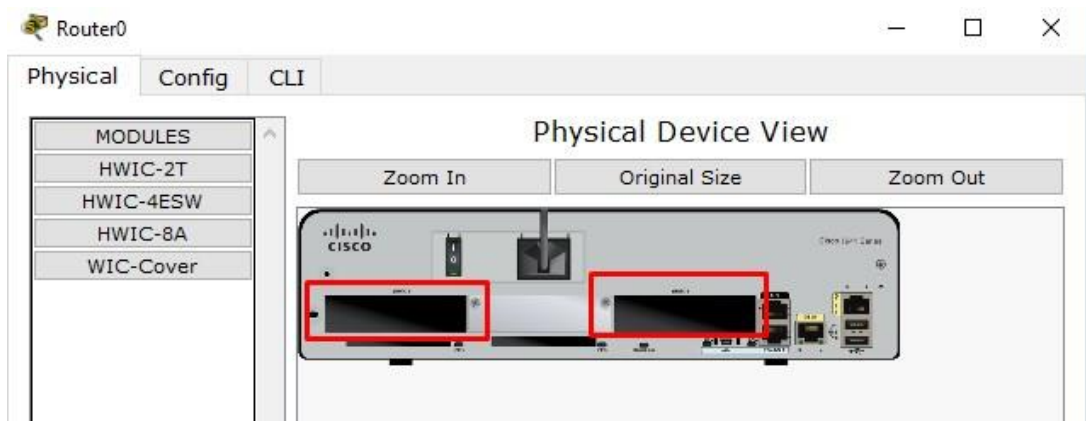 Router0
Physical Config CLI
MODULES
HWIC-2T
HWIC-4ESW
HWIC-8A
WIC-Cover
Physical Device View
Zoom In Original Size Zoom Out
CISCO